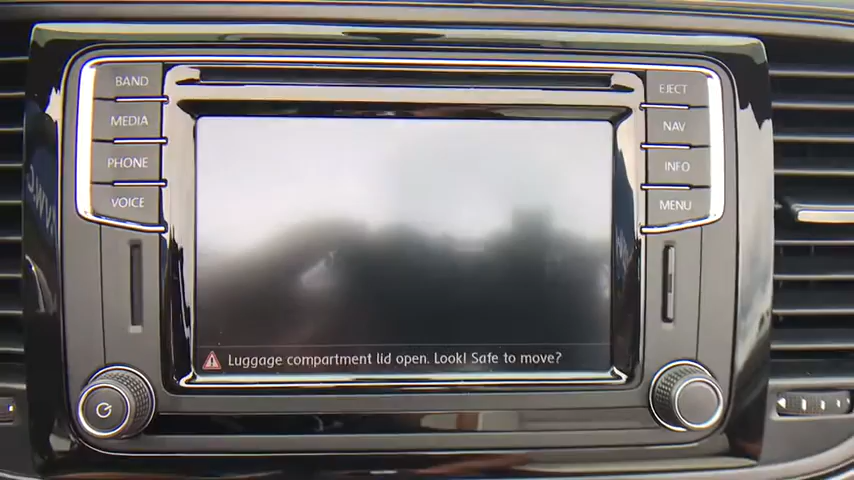 BAND
MEDIA
PHONE
VOICE
EJECT
NAV
INFO
MENU
Luggage compartment lid open. Look! Safe to move?